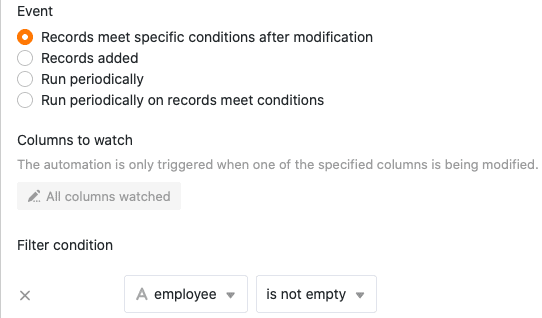 Event
Records meet specific conditions after modification
Records added
Run periodically
Run periodically on records meet conditions
Columns to watch
The automation is only triggered when one of the specified columns is being modified.
All columns watched
Filter condition
A employee is not empty